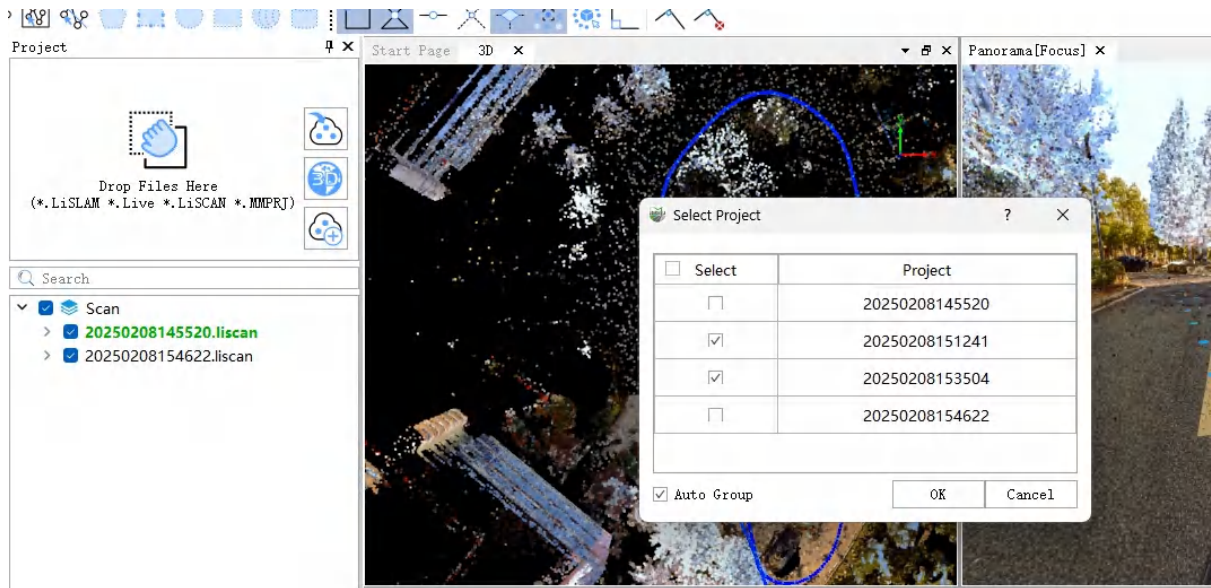 Project
Start Page
3D
Panorama[Focus]
Drop Files Here
(*.LiSLAM *.Live *.LiSCAN *.MMPRJ)
3D
Search
Scan
20250208145520.liscan
20250208154622.liscan
Select Project
Select
Project
20250208145520
20250208151241
20250208153504
20250208154622
Auto Group
OK
Cancel